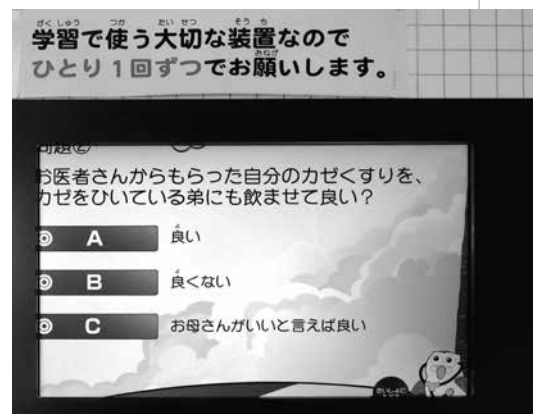 学習で使う大切な装置なので
ひとり1回ずつでお願いします。
問題②
お医者さんからもらった自分のカゼくすりを、
カゼをひいている弟にも飲ませて良い?
A 良い
B 良くない
C お母さんがいいと言えば良い